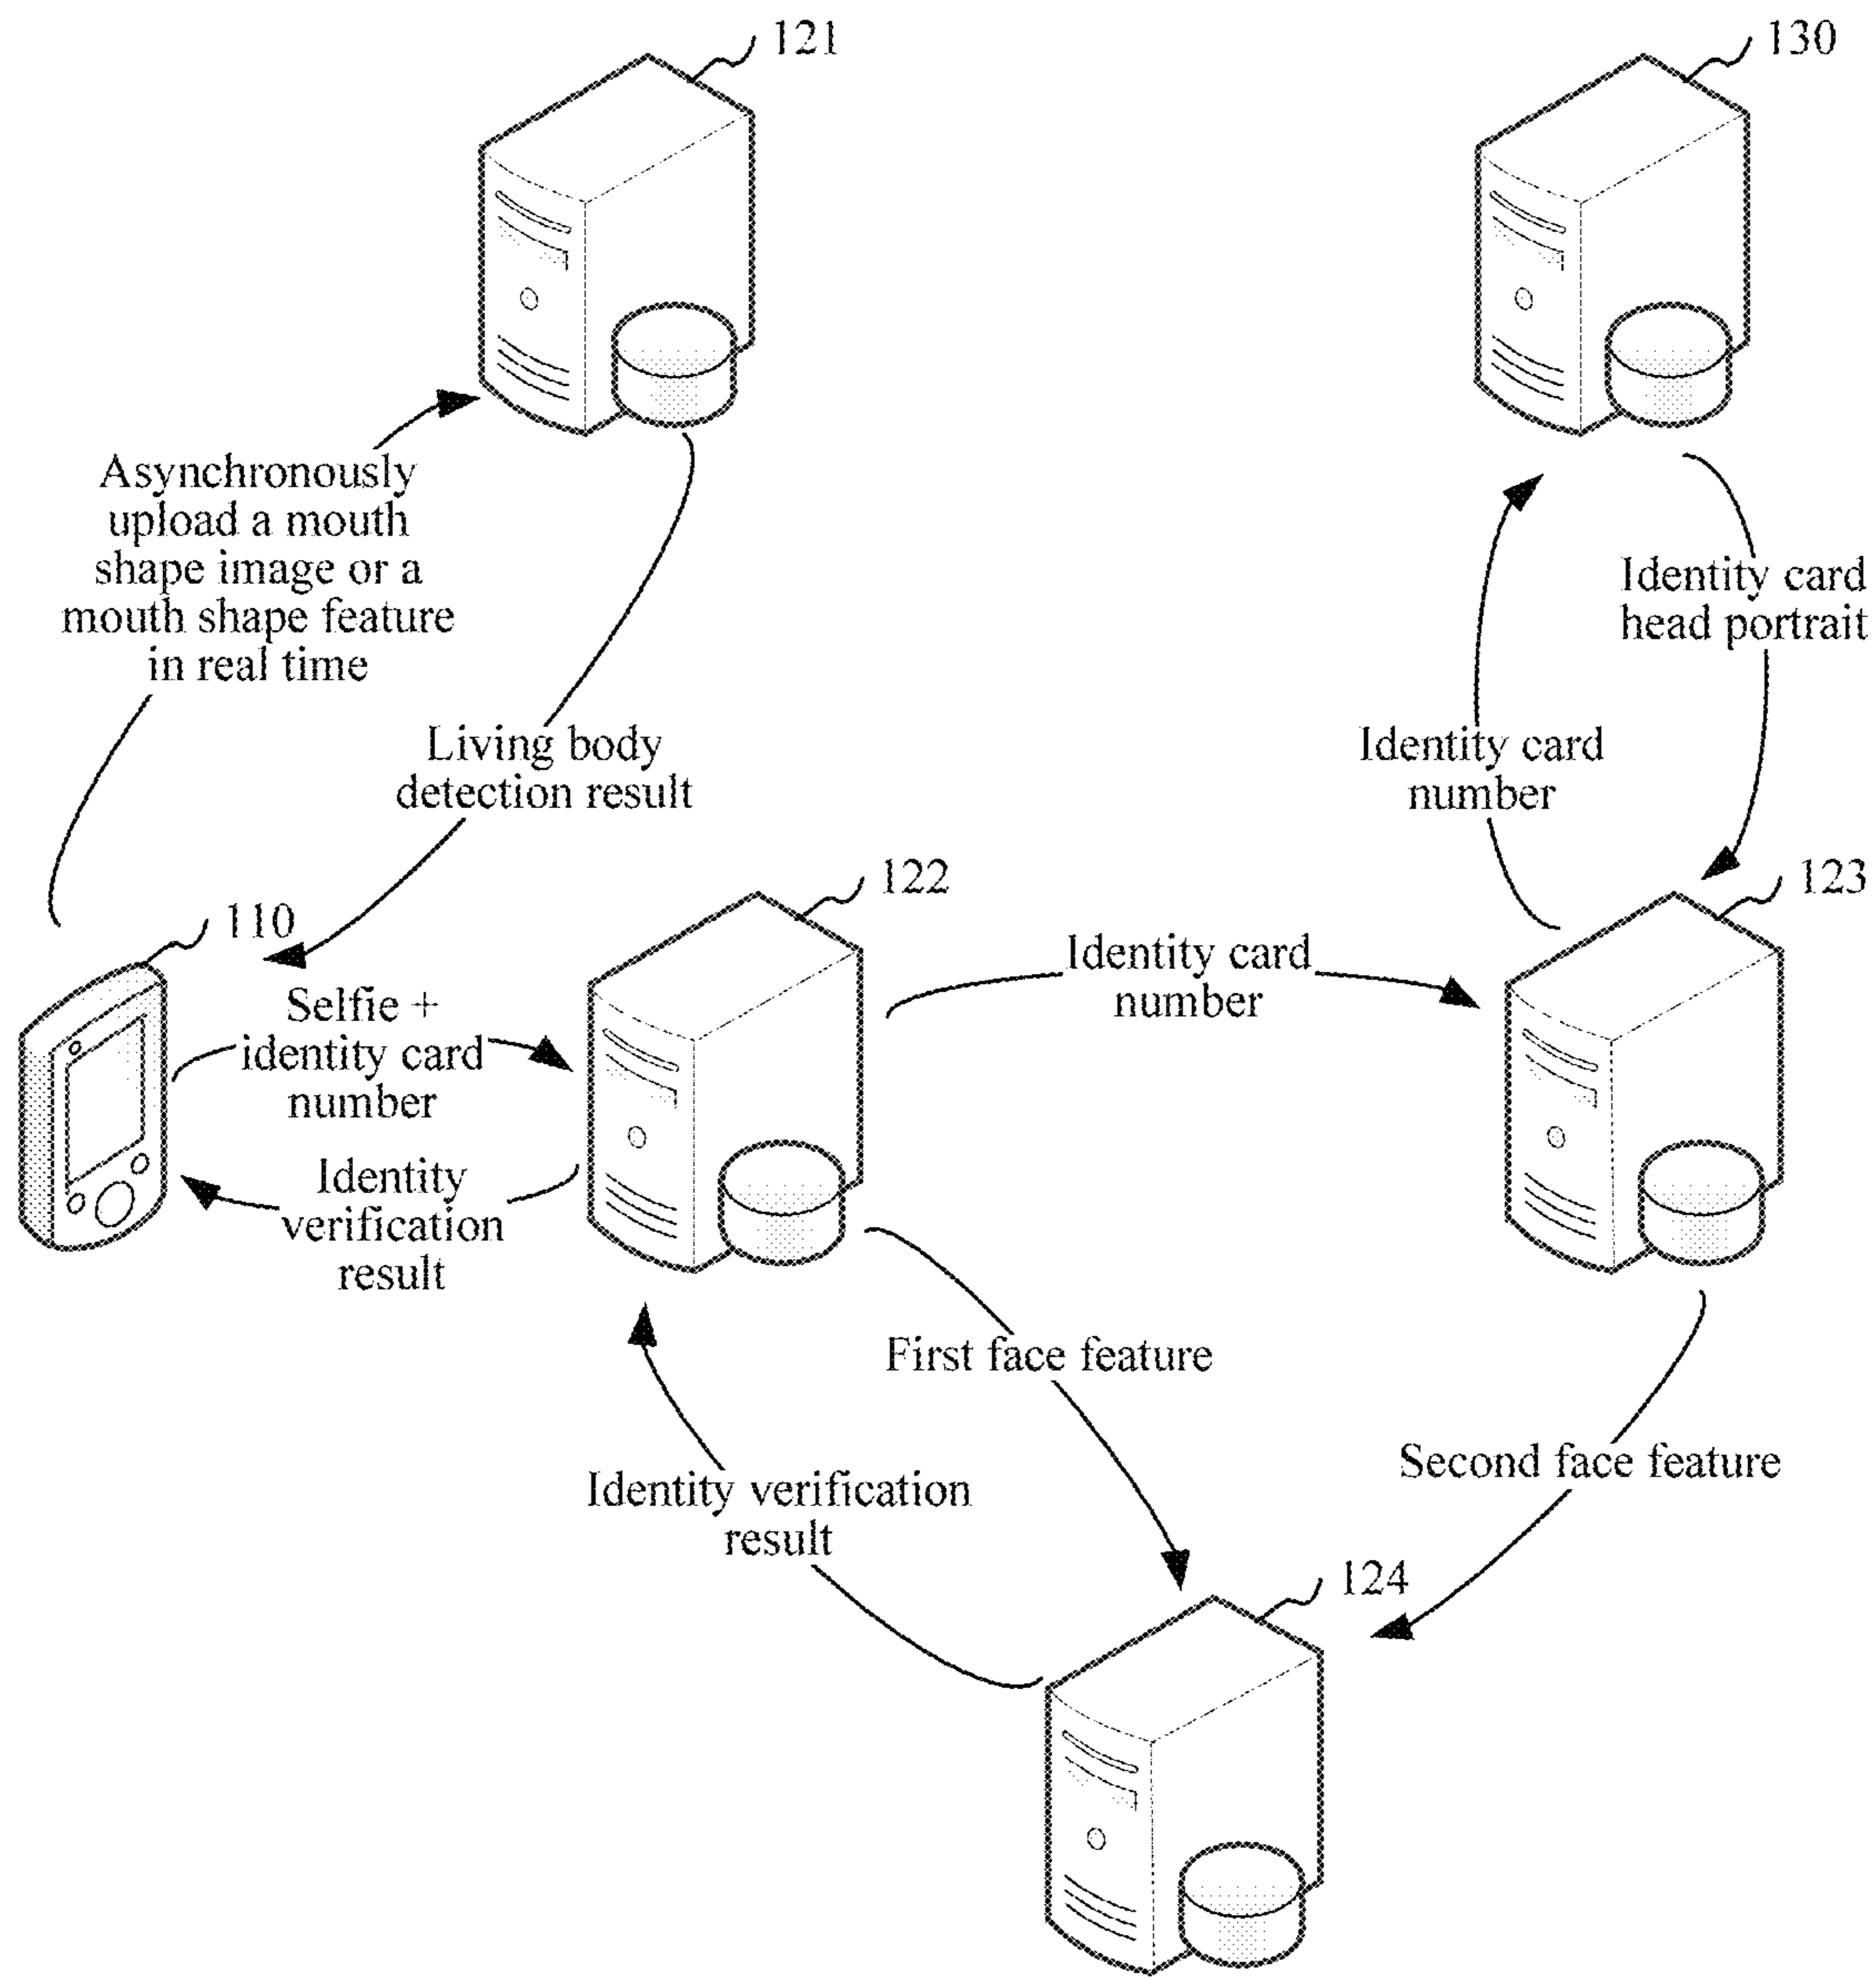 121
130
Asynchronously
upload a mouth
shape image or a
mouth shape feature
in real time
Living body
detection result
Identity card
head portrait
Identity card
number
110
122
123
Selfie +
identity card
number
Identity card
number
Identity
verification
result
First face feature
Identity verification
result
Second face feature
124